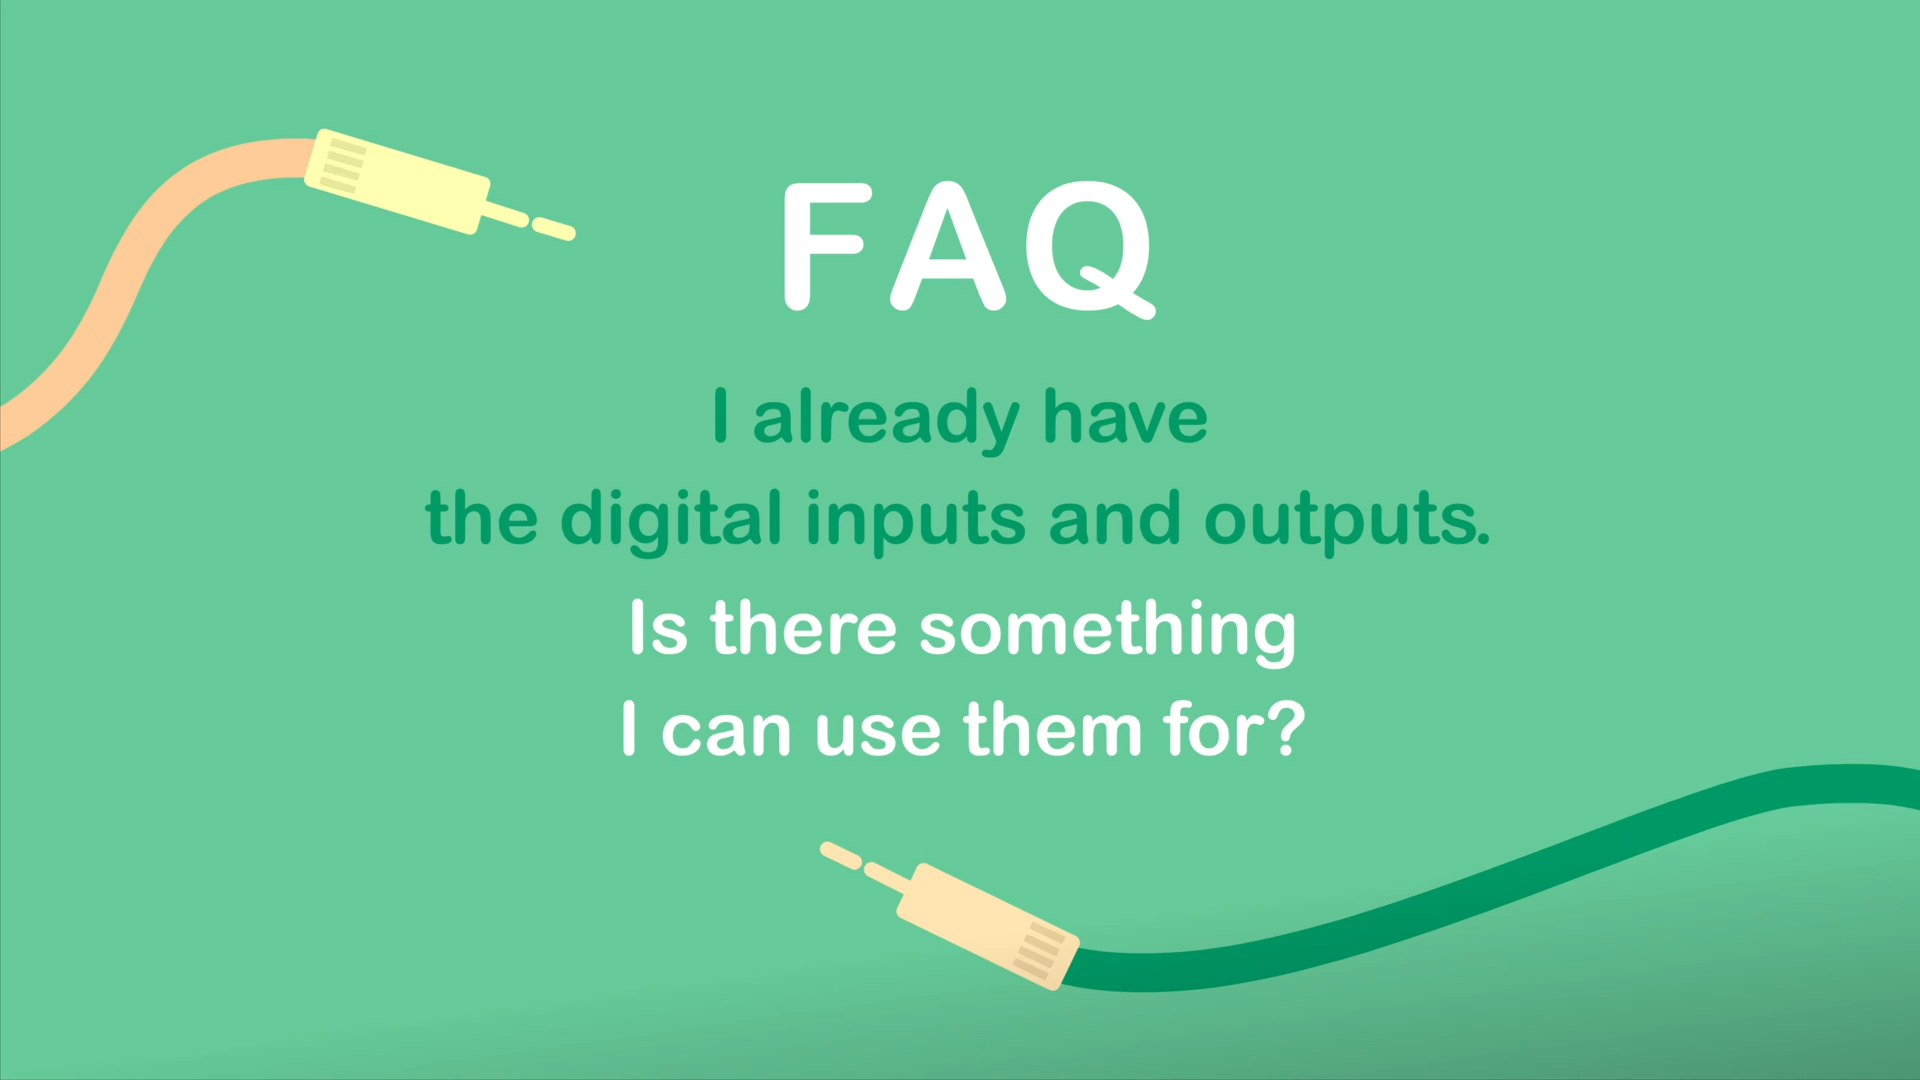 FAQ
I already have
the digital inputs and outputs.
Is there something
I can use them for?